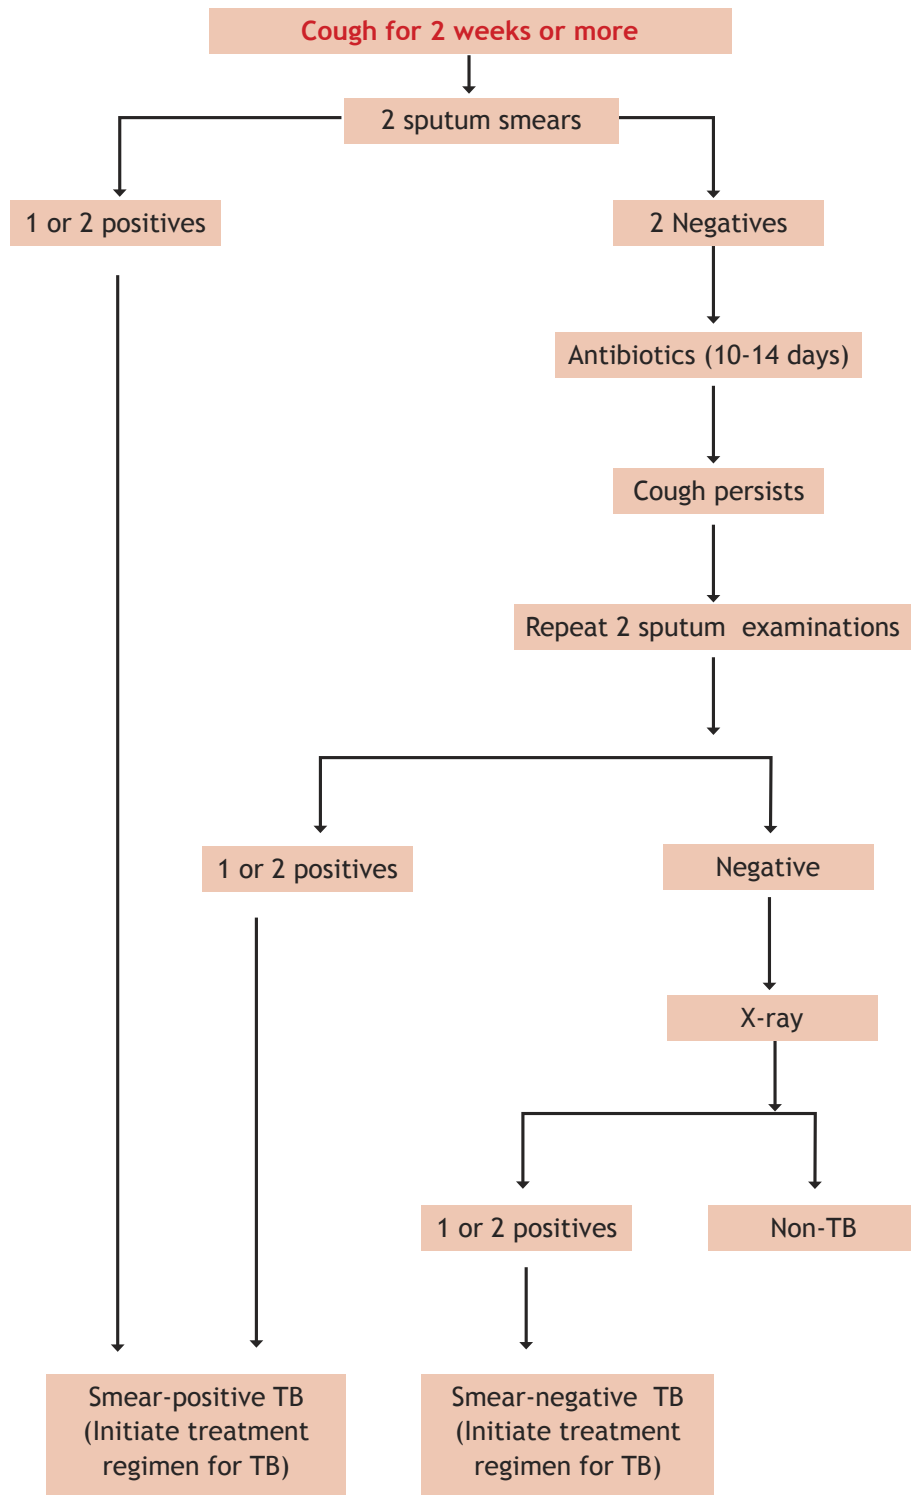 Cough for 2 weeks or more
2 sputum smears
1 or 2 positives
2 Negatives
Antibiotics (10-14 days)
Cough persists
Repeat 2 sputum examinations
1 or 2 positives
Negative
X-ray
1 or 2 positives
Non-TB
Smear-positive TB
(Initiate treatment
regimen for TB)
Smear-negative TB
(Initiate treatment
regimen for TB)